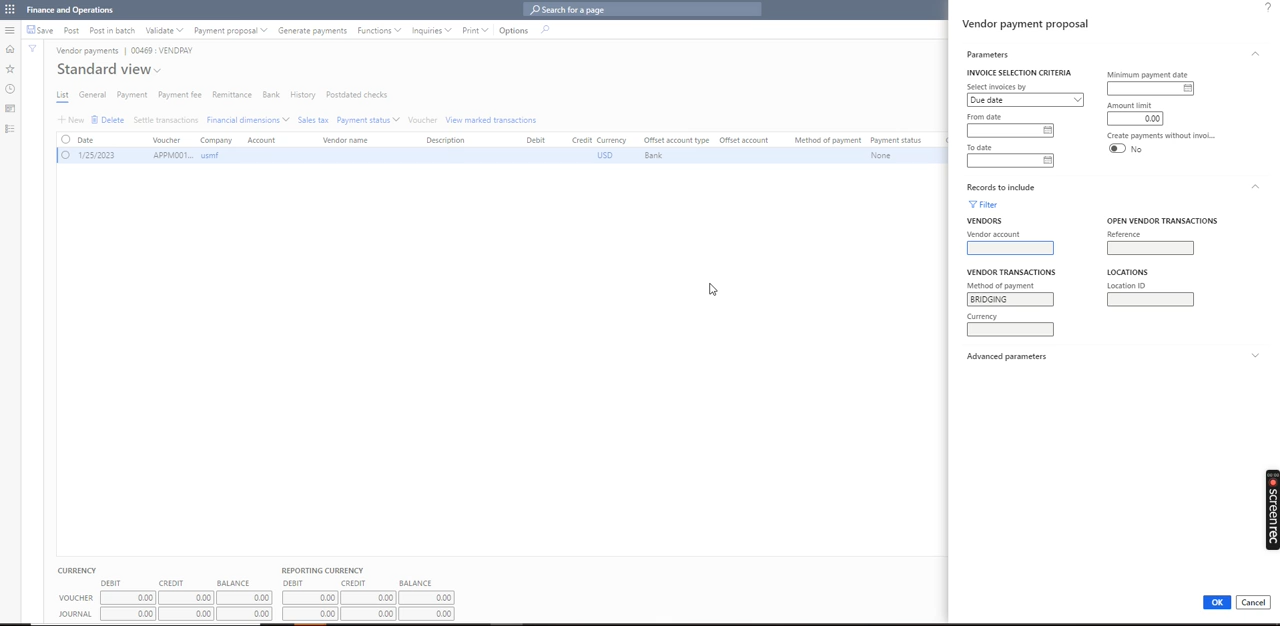 Finance and Operations
Search for a page
?
Save Post Post in batch Validate Payment proposal Generate payments Functions Inquiries Print Options
Vendor payments | 00469 : VENDPAY
Standard view
List General Payment Payment fee Remittance Bank History Postdated checks
+ New Delete Settle transactions Financial dimensions Sales tax Payment status Voucher View marked transactions
Date Voucher Company Account Vendor name Description Debit Credit Currency Offset account type Offset account Method of payment Payment status
1/25/2023 APPM001... usmf USD Bank None
CURRENCY
DEBIT CREDIT BALANCE
VOUCHER 0.00 0.00 0.00
JOURNAL 0.00 0.00 0.00
REPORTING CURRENCY
DEBIT CREDIT BALANCE
0.00 0.00 0.00
0.00 0.00 0.00
Vendor payment proposal
Parameters
INVOICE SELECTION CRITERIA
Select invoices by
Due date
From date
To date
Minimum payment date
Amount limit
0.00
Create payments without invoi...
No
Records to include
Filter
VENDORS
Vendor account
OPEN VENDOR TRANSACTIONS
Reference
VENDOR TRANSACTIONS
Method of payment
BRIDGING
Currency
LOCATIONS
Location ID
Advanced parameters
OK Cancel
screenrec